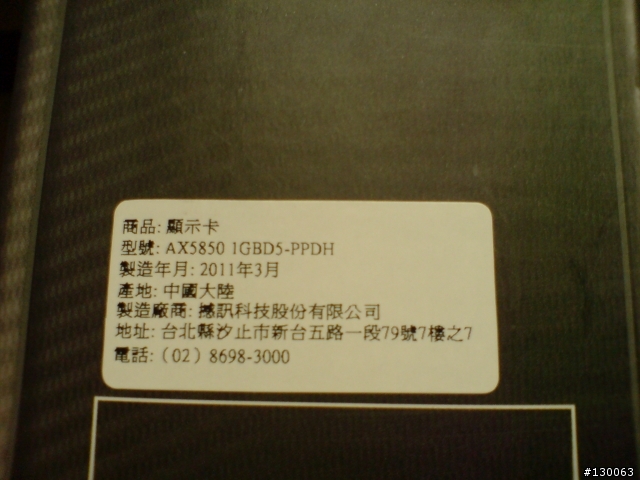 商品: 顯示卡
型號: AX5850 1GBD5-PPDH
製造年月: 2011年3月
產地: 中國大陸
製造廠商: 撼訊科技股份有限公司
地址: 台北縣汐止市新台五路一段79號7樓之7
電話:（02）8698-3000
#130063